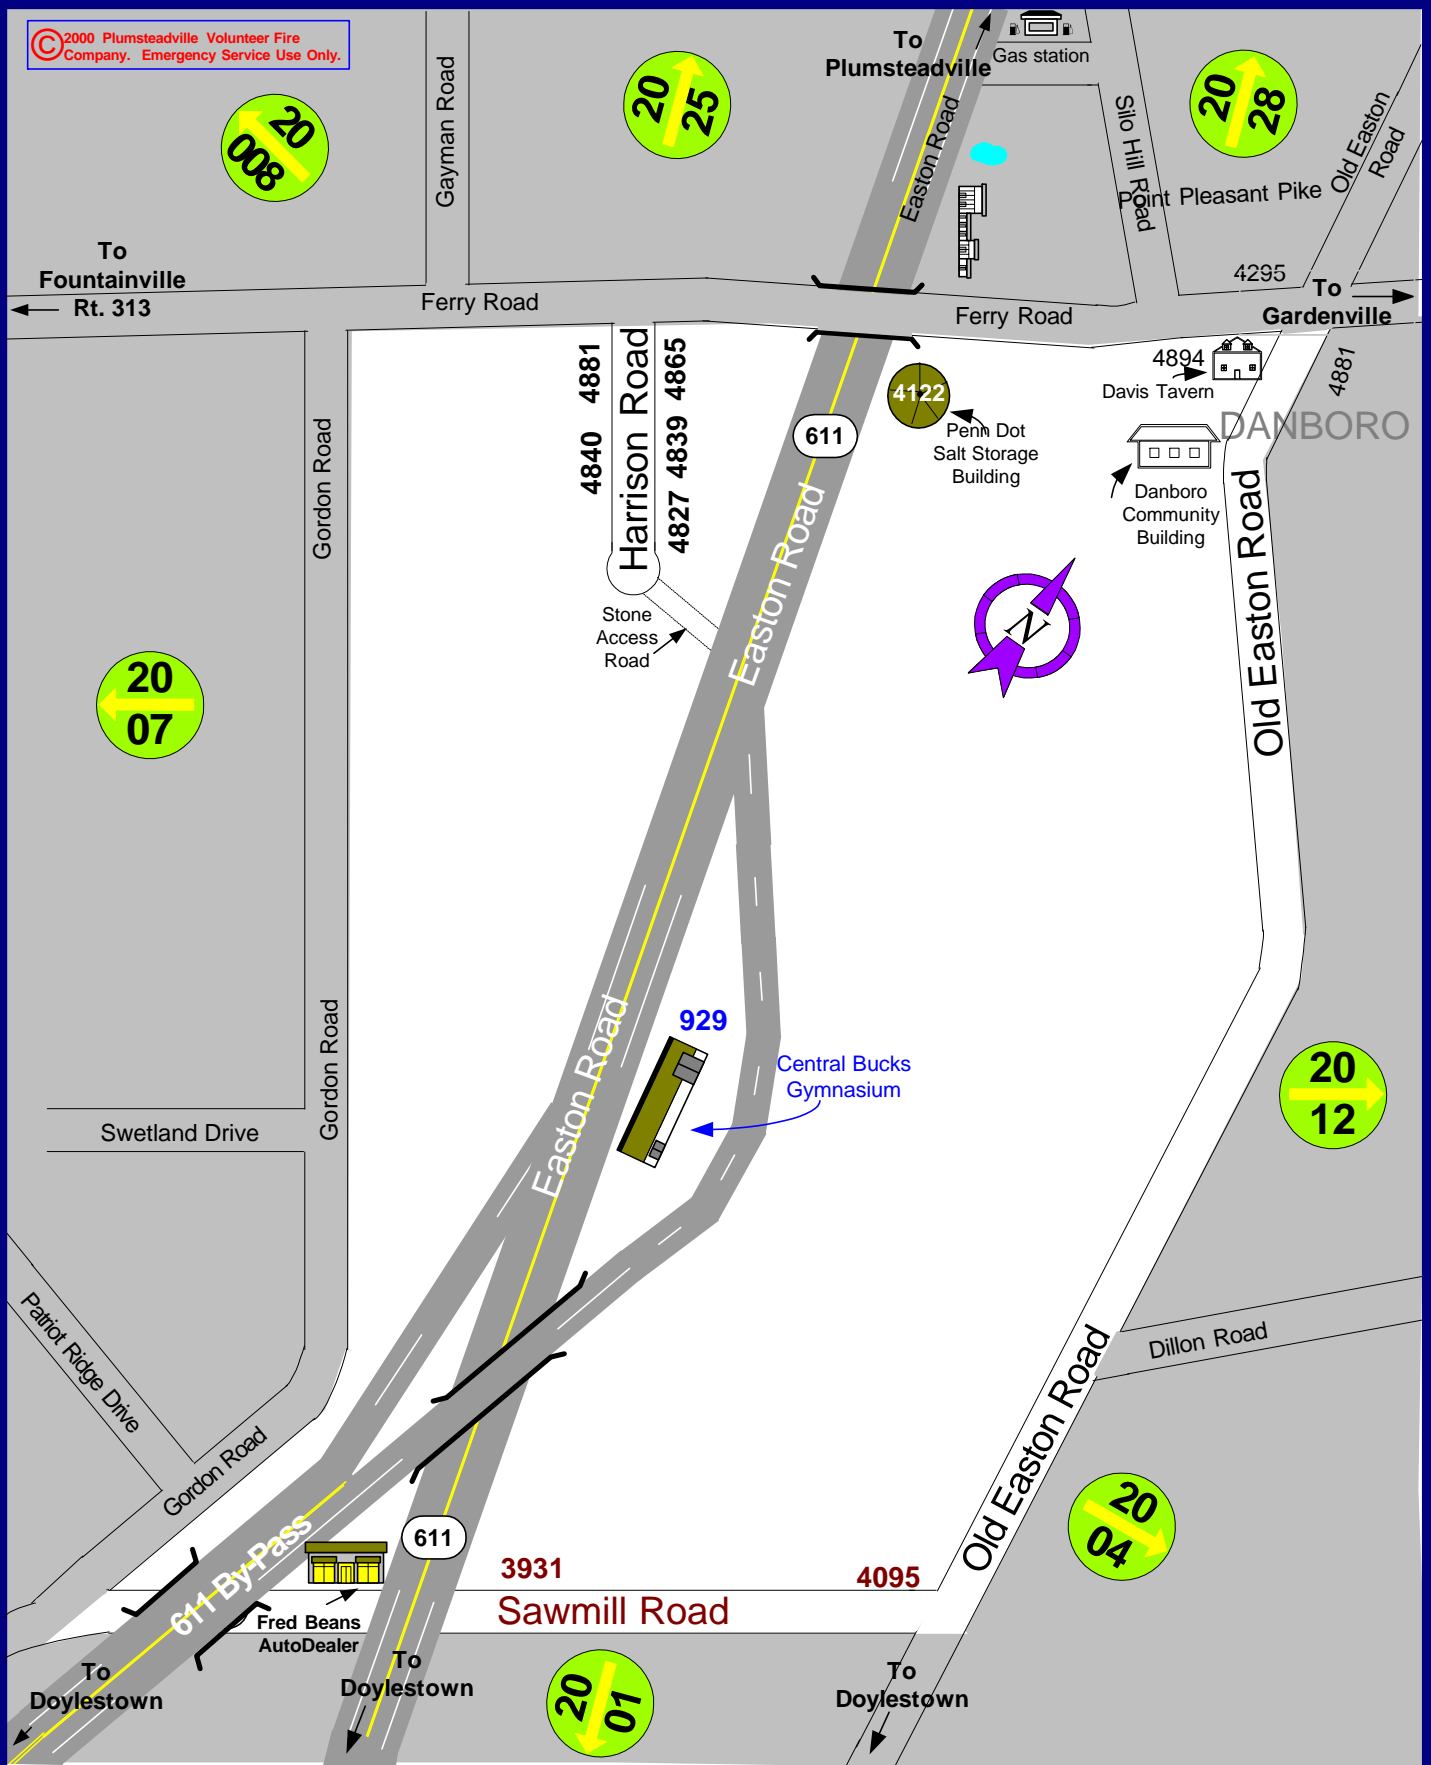 © 2000 Plumsteadville Volunteer Fire
Company. Emergency Service Use Only.
20
008
Gayman Road
20
25
To
Plumsteadville
Gas station
Easton Road
Silo Hill Road
20
28
Old Easton
Road
Point Pleasant Pike
To
Fountainville
Rt. 313
Ferry Road
Ferry Road
4295
To
Gardenville
Gordon Road
4840 4881
Harrison Road
4827 4839 4865
611
4122
Penn Dot
Salt Storage
Building
4894
Davis Tavern
4881
DANBORO
Danboro
Community
Building
Easton Road
Old Easton Road
N
Stone
Access
Road
20
07
Gordon Road
Easton Road
929
Central Bucks
Gymnasium
20
12
Swetland Drive
Patriot Ridge Drive
Gordon Road
Dillon Road
Old Easton Road
20
04
611 By-Pass
611
3931
4095
Sawmill Road
Fred Beans
AutoDealer
To
Doylestown
To
Doylestown
20
01
To
Doylestown